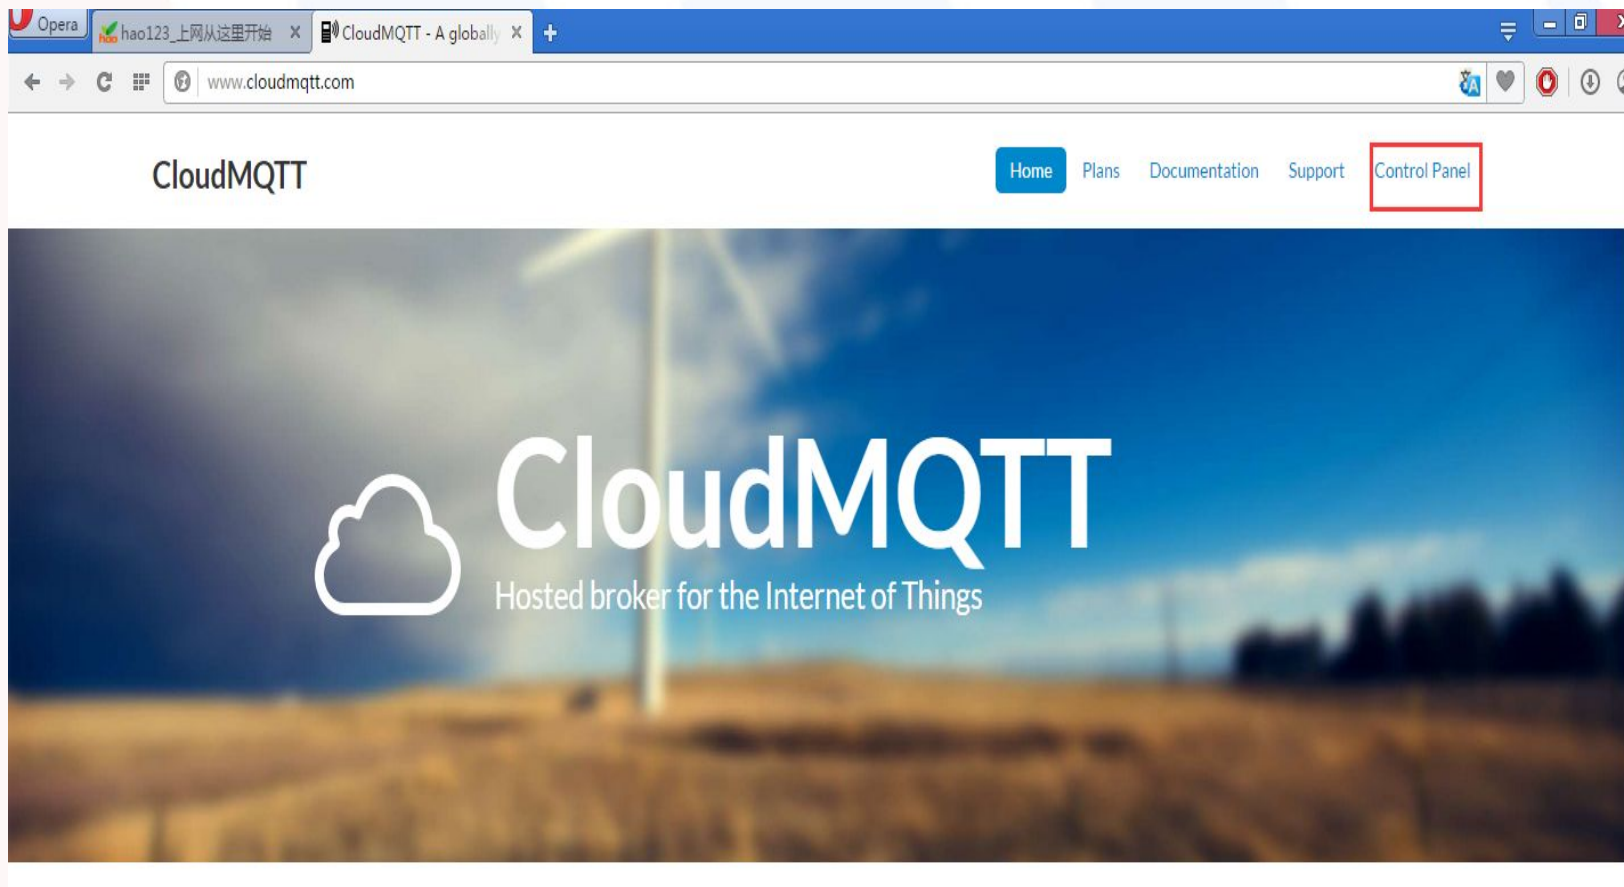 Opera
hao123_上网从这里开始
CloudMQTT - A globally
www.cloudmqtt.com
CloudMQTT
Home Plans Documentation Support Control Panel
CloudMQTT
Hosted broker for the Internet of Things